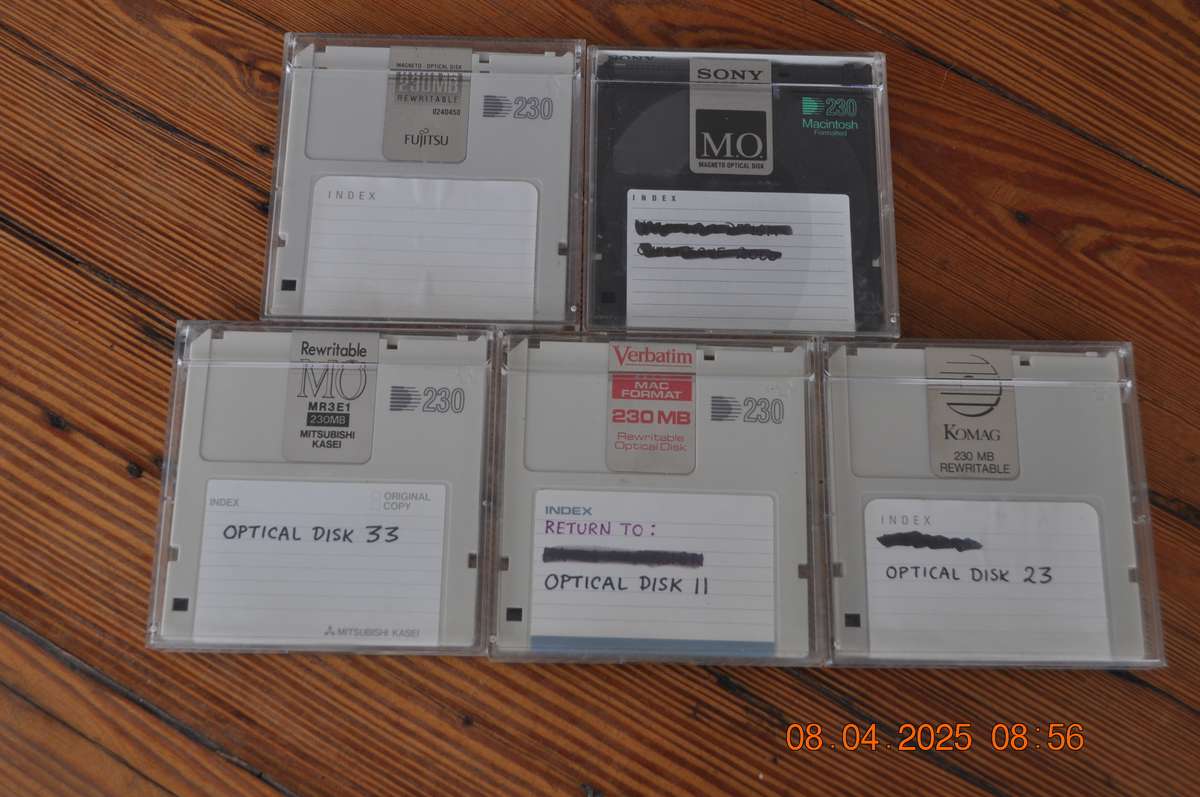 MAGNETO - OPTICAL DISK
230MB
REWRITABLE
0240450
FUJITSU
230
INDEX
SONY
SONY
M.O.
MAGNETO OPTICAL DISK
230
Macintosh
Formatted
INDEX
Rewritable
MO
MR3E1
230MB
MITSUBISHI
KASEI
230
INDEX
ORIGINAL
COPY
OPTICAL DISK 33
MITSUBISHI KASEI
Verbatim
MAC
FORMAT
230 MB
Rewritable
Optical Disk
230
INDEX
RETURN TO:
OPTICAL DISK 11
KOMAG
230 MB
REWRITABLE
INDEX
OPTICAL DISK 23
08.04.2025 08:56